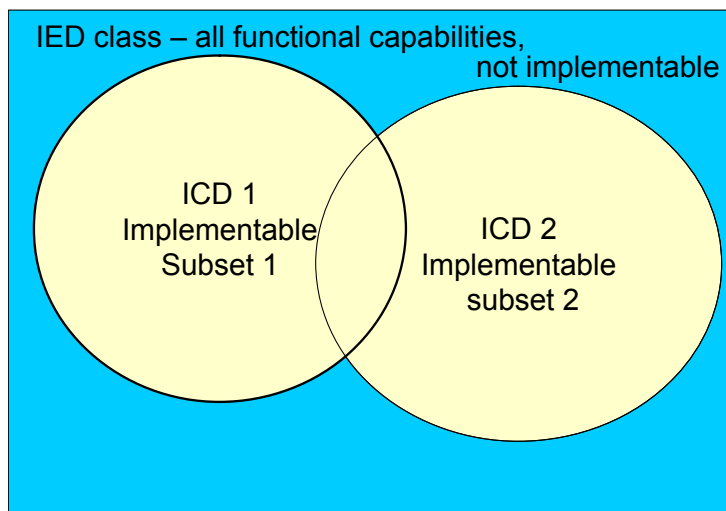 IED class – all functional capabilities,
not implementable
ICD 1
Implementable
Subset 1
ICD 2
Implementable
subset 2